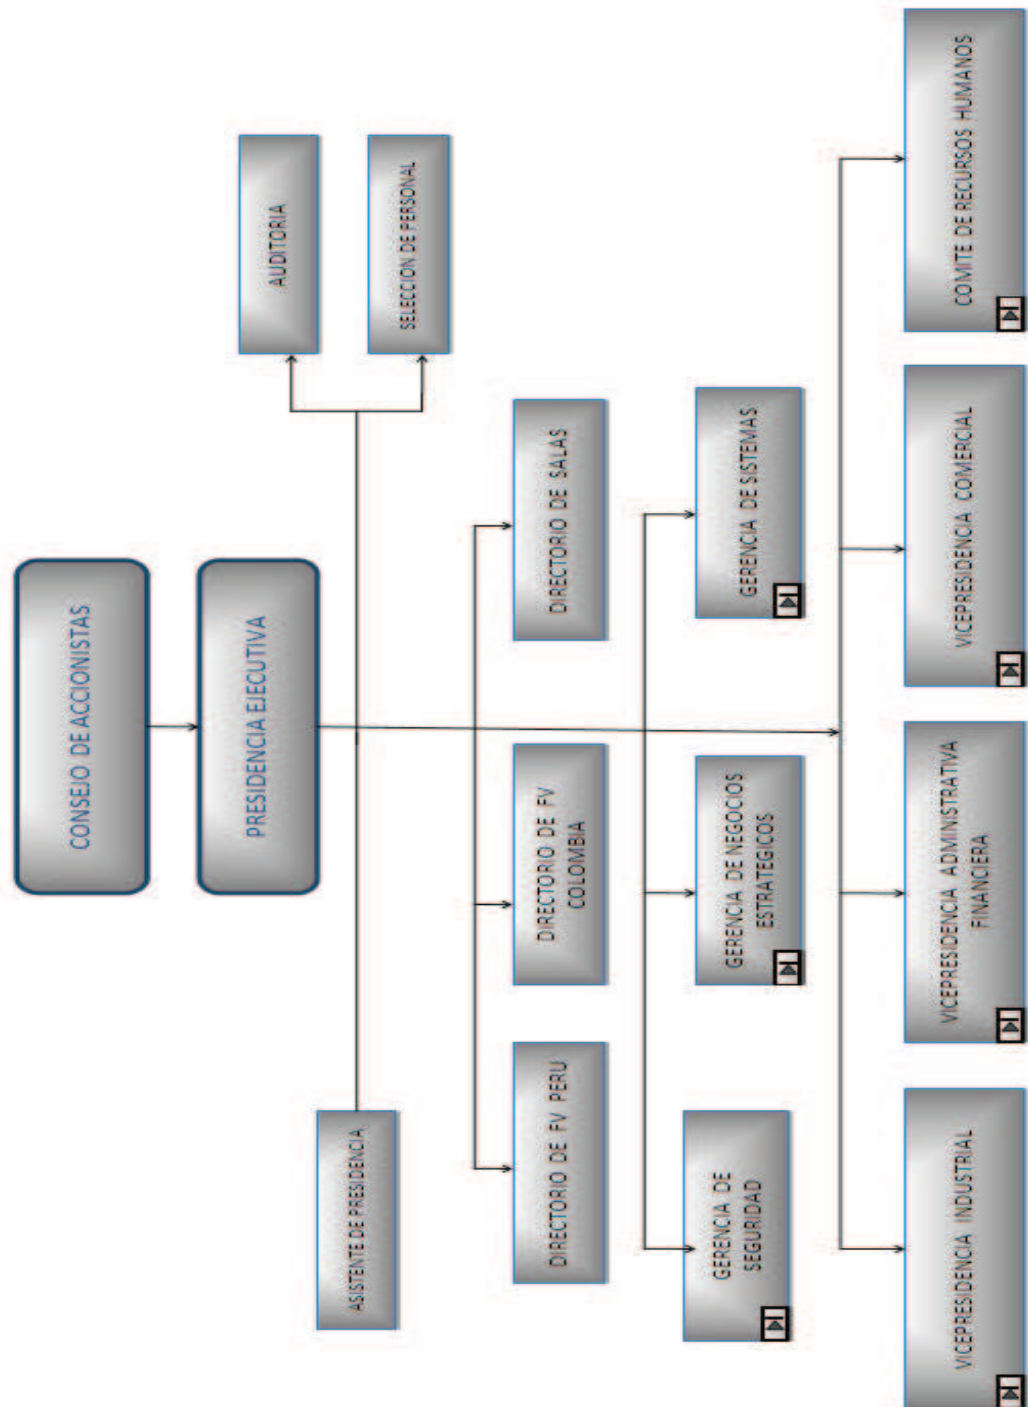 CONSEJO DE ACCIONISTAS
PRESIDENCIA EJECUTIVA
ASISTENTE DE PRESIDENCIA
AUDITORIA
SELECCION DE PERSONAL
DIRECTORIO DE FV PERU
DIRECTORIO DE FV
COLOMBIA
DIRECTORIO DE SALAS
GERENCIA DE
SEGURIDAD
GERENCIA DE NEGOCIOS
ESTRATEGICOS
GERENCIA DE SISTEMAS
VICEPRESIDENCIA INDUSTRIAL
VICEPRESIDENCIA ADMINISTRATIVA
FINANCIERA
VICEPRESIDENCIA COMERCIAL
COMITE DE RECURSOS HUMANOS